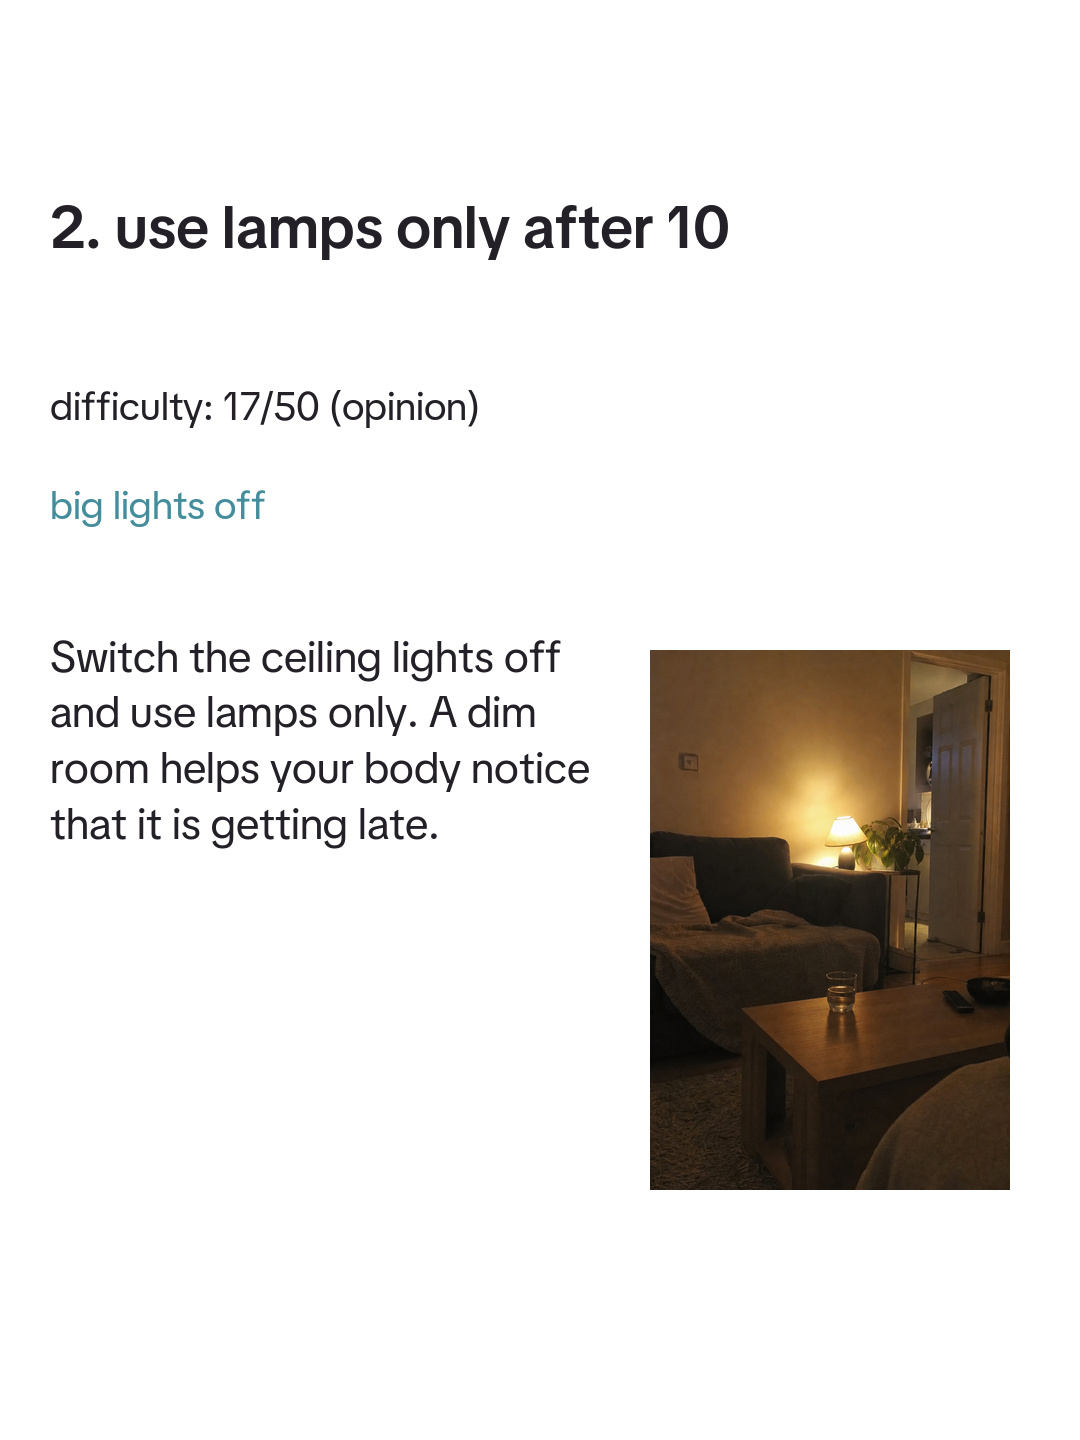 2. use lamps only after 10
difficulty: 17/50 (opinion)
big lights off
Switch the ceiling lights off
and use lamps only. A dim
room helps your body notice
that it is getting late.